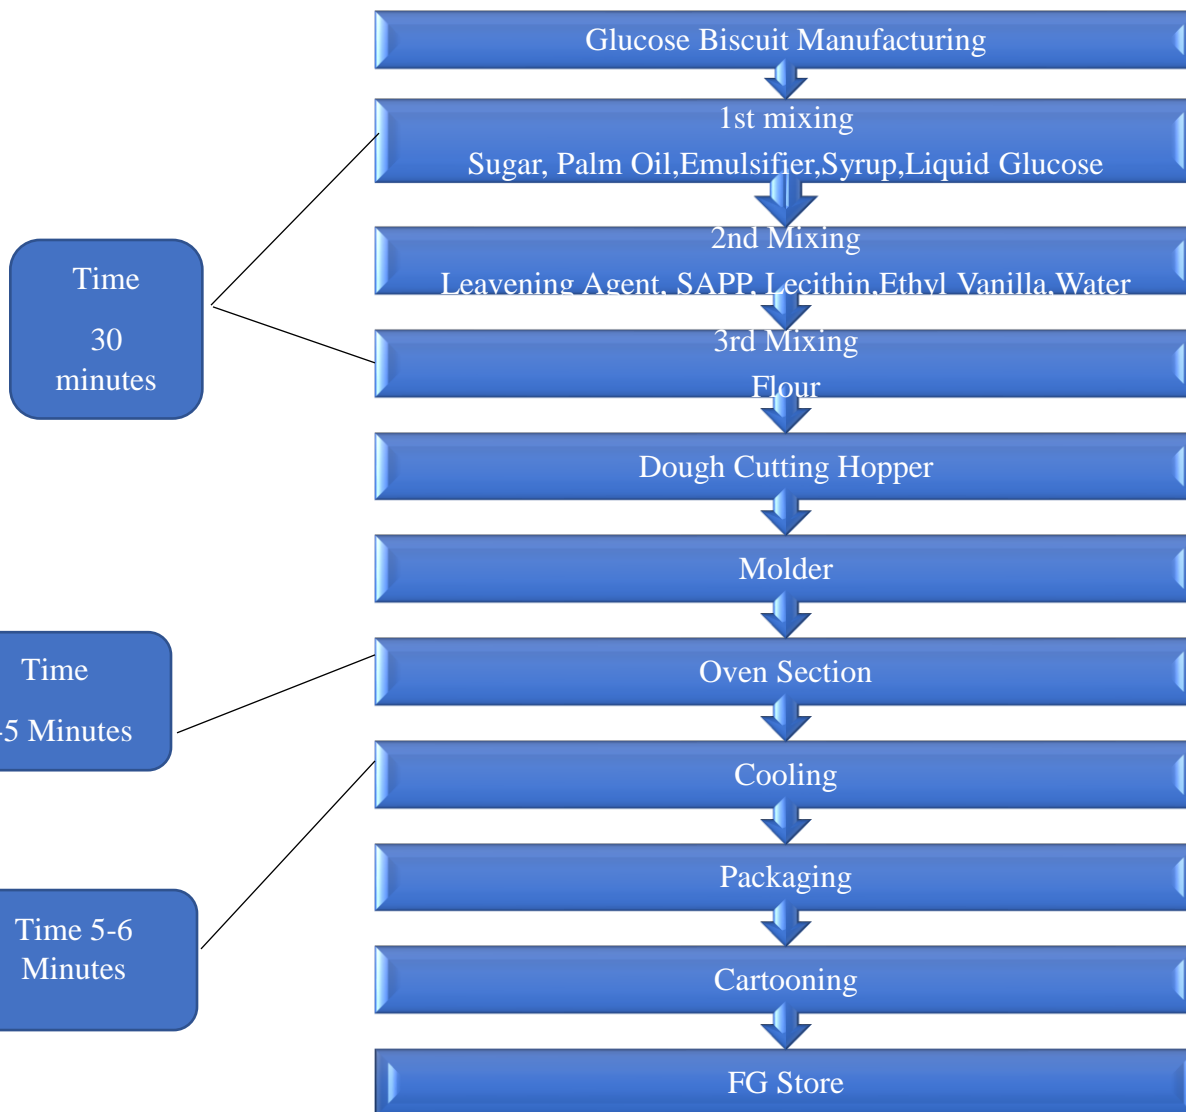 Glucose Biscuit Manufacturing
1st mixing
Sugar, Palm Oil,Emulsifier,Syrup,Liquid Glucose
2nd Mixing
Leavening Agent, SAPP, Lecithin,Ethyl Vanilla,Water
3rd Mixing
Flour
Time
30
minutes
Dough Cutting Hopper
Molder
Oven Section
Time
-5 Minutes
Cooling
Packaging
Time 5-6
Minutes
Cartooning
FG Store